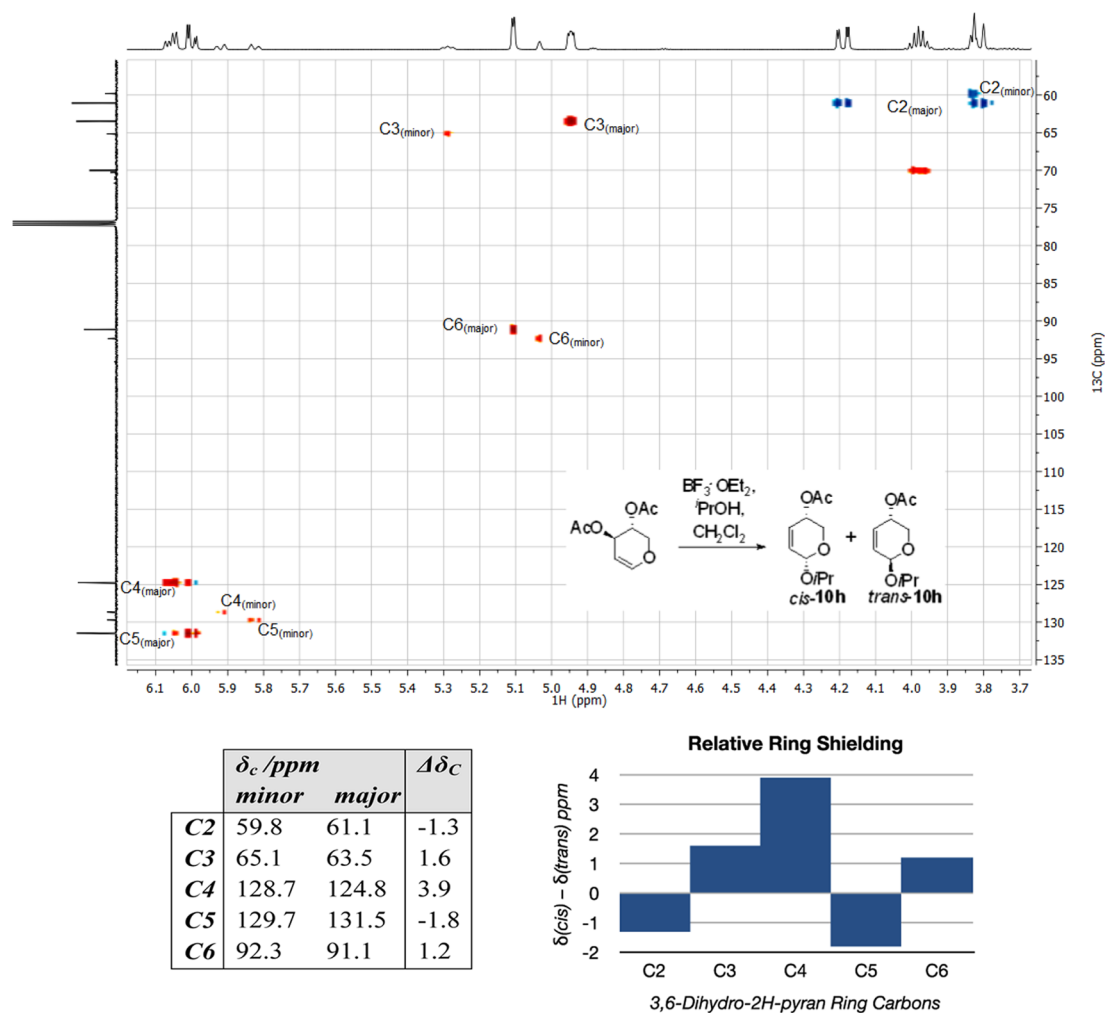 C2(minor)
C2(major)
C3(minor)
C3(major)
C6(major)
C6(minor)
C4(major)
C4(minor)
C5(minor)
C5(major)
60
65
70
75
80
85
90
95
100
105
110
115
120
125
130
135
13C (ppm)
AcO
OAc
O
BF3·OEt2,
iPrOH,
CH2Cl2
OAc
O
OiPr
cis-10h
+
OAc
O
OiPr
trans-10h
6.1 6.0 5.9 5.8 5.7 5.6 5.5 5.4 5.3 5.2 5.1 5.0 4.9 4.8 4.7 4.6 4.5 4.4 4.3 4.2 4.1 4.0 3.9 3.8 3.7
1H (ppm)
δc /ppm ΔδC
minor major
C2 59.8 61.1 -1.3
C3 65.1 63.5 1.6
C4 128.7 124.8 3.9
C5 129.7 131.5 -1.8
C6 92.3 91.1 1.2
Relative Ring Shielding
δ(cis) – δ(trans) ppm
4
3
2
1
0
-1
-2
C2 C3 C4 C5 C6
3,6-Dihydro-2H-pyran Ring Carbons